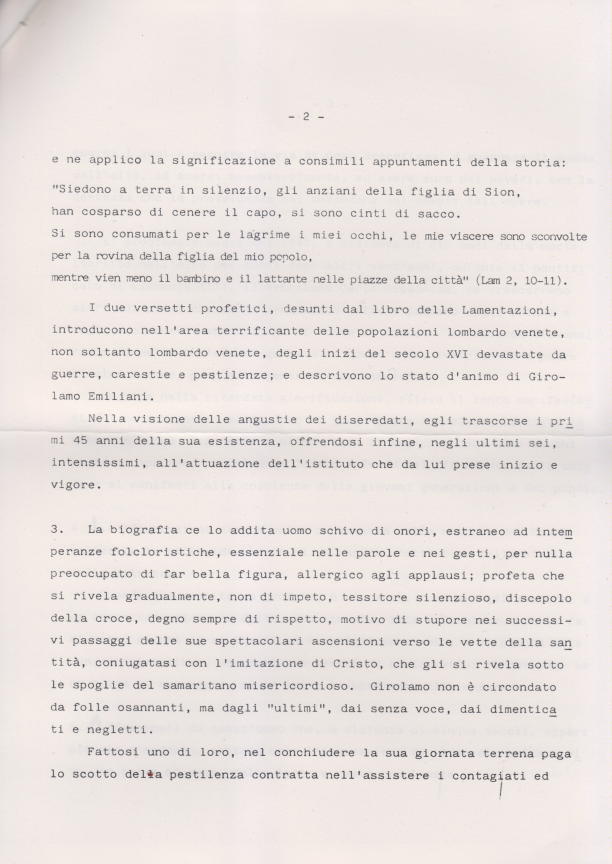 - 2 -
e ne applico la significazione a consimili appuntamenti della storia:
"Siedono a terra in silenzio, gli anziani della figlia di Sion,
han cosparso di cenere il capo, si sono cinti di sacco.
Si sono consumati per le lagrime i miei occhi, le mie viscere sono sconvolte
per la rovina della figlia del mio popolo,
mentre vien meno il bambino e il lattante nelle piazze della città" (Lam 2, 10-11).
I due versetti profetici, desunti dal libro delle Lamentazioni,
introducono nell'area terrificante delle popolazioni lombardo venete,
non soltanto lombardo venete, degli inizi del secolo XVI devastate da
guerre, carestie e pestilenze; e descrivono lo stato d'animo di Giro-
lamo Emiliani.
Nella visione delle angustie dei diseredati, egli trascorse i pri
mi 45 anni della sua esistenza, offrendosi infine, negli ultimi sei,
intensissimi, all'attuazione dell'istituto che da lui prese inizio e
vigore.
3. La biografia ce lo addita uomo schivo di onori, estraneo ad intem
peranze folcloristiche, essenziale nelle parole e nei gesti, per nulla
preoccupato di far bella figura, allergico agli applausi; profeta che
si rivela gradualmente, non di impeto, tessitore silenzioso, discepolo
della croce, degno sempre di rispetto, motivo di stupore nei successi-
vi passaggi delle sue spettacolari ascensioni verso le vette della san
tità, coniugatasi con l'imitazione di Cristo, che gli si rivela sotto
le spoglie del samaritano misericordioso. Girolamo non è circondato
da folle osannanti, ma dagli "ultimi", dai senza voce, dai dimentica
ti e negletti.
Fattosi uno di loro, nel conchiudere la sua giornata terrena paga
lo scotto della pestilenza contratta nell'assistere i contagiati ed